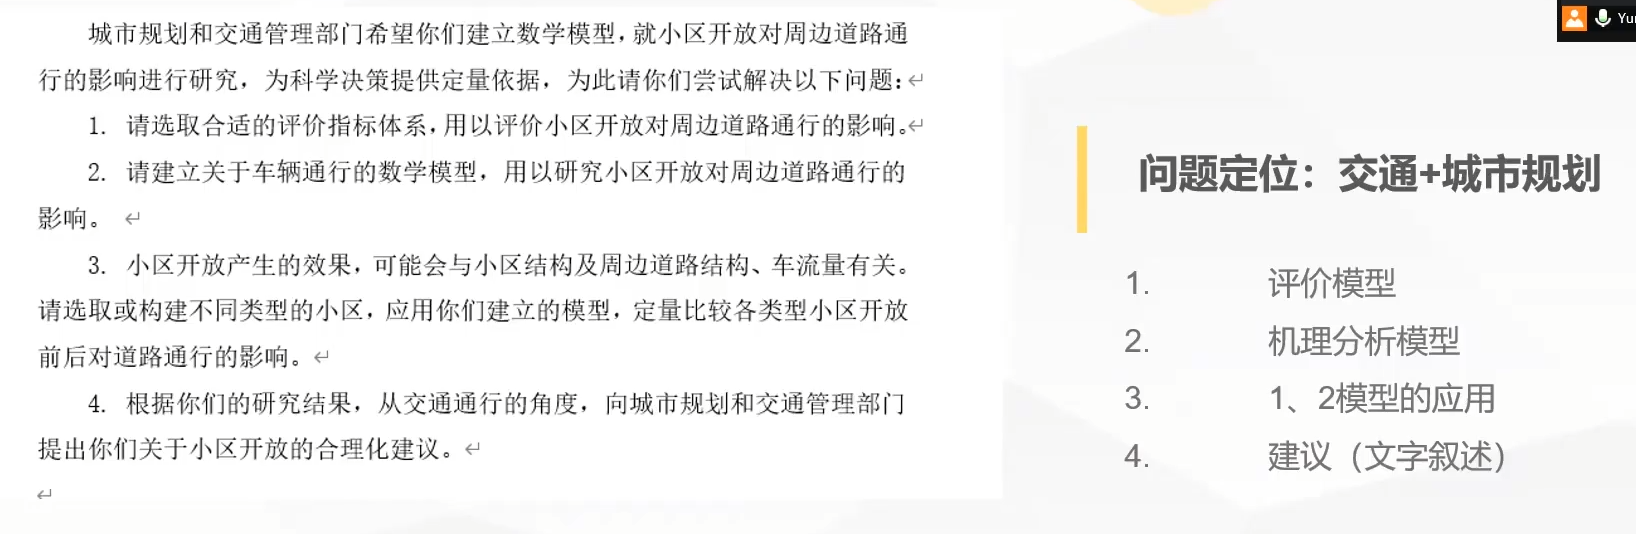 城市规划和交通管理部门希望你们建立数学模型，就小区开放对周边道路通
行的影响进行研究，为科学决策提供定量依据，为此请你们尝试解决以下问题：
1. 请选取合适的评价指标体系，用以评价小区开放对周边道路通行的影响。
2. 请建立关于车辆通行的数学模型，用以研究小区开放对周边道路通行的
影响。
3. 小区开放产生的效果，可能会与小区结构及周边道路结构、车流量有关。
请选取或构建不同类型的小区，应用你们建立的模型，定量比较各类型小区开放
前后对道路通行的影响。
4. 根据你们的研究结果，从交通通行的角度，向城市规划和交通管理部门
提出你们关于小区开放的合理化建议。
问题定位：交通+城市规划
1. 评价模型
2. 机理分析模型
3. 1、2模型的应用
4. 建议（文字叙述）